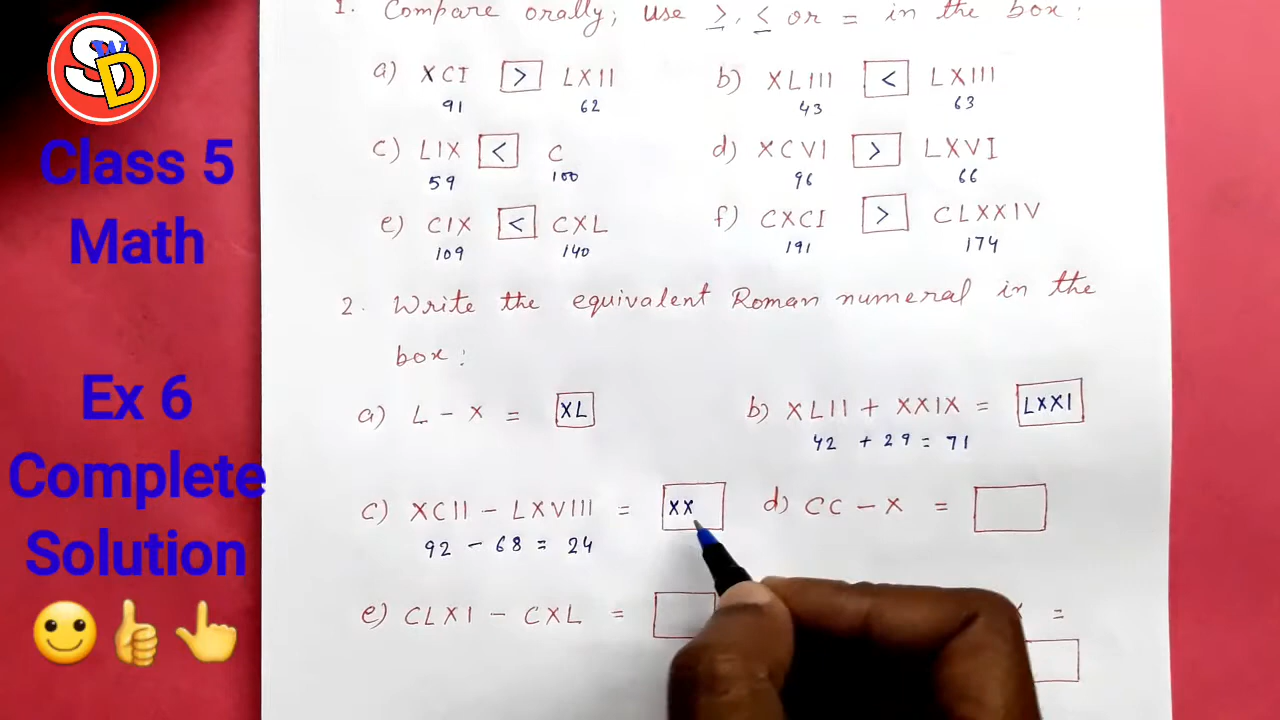 SWD
Class 5
Math
Ex 6
Complete
Solution
1. Compare orally; use >, < or = in the box:
a) XCI > LXII b) XLIII < LXIII
91 62 43 63
c) LIX < C d) XCVI > LXVI
59 100 96 66
e) CIX < CXL f) CXCI > CLXXIV
109 140 191 174
2. Write the equivalent Roman numeral in the
box:
a) L - X = XL b) XLII + XXIX = LXXI
42 + 29 = 71
c) XCII - LXVIII = XX d) CC - X =
92 - 68 = 24
e) CLXI - CXL = =